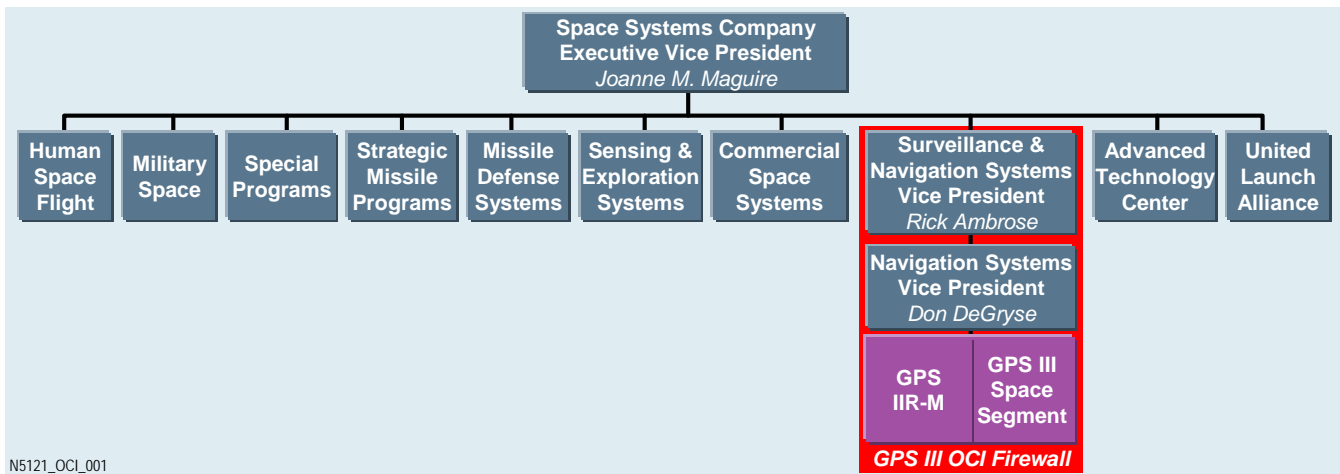 Space Systems Company
Executive Vice President
Joanne M. Maguire
Human
Space
Flight
Military
Space
Special
Programs
Strategic
Missile
Programs
Missile
Defense
Systems
Sensing &
Exploration
Systems
Commercial
Space
Systems
Surveillance &
Navigation Systems
Vice President
Rick Ambrose
Advanced
Technology
Center
United
Launch
Alliance
Navigation Systems
Vice President
Don DeGryse
GPS
IIR-M
GPS III
Space
Segment
GPS III OCI Firewall
N5121_OCI_001